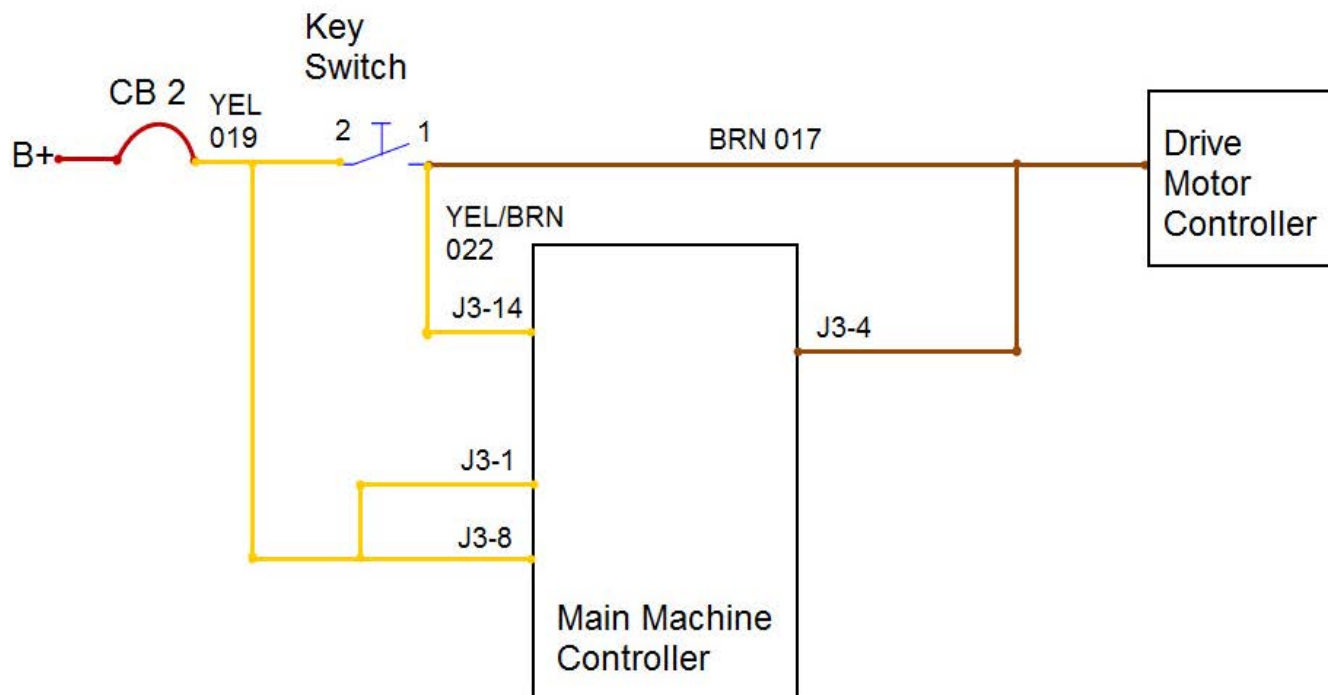 Key
Switch
CB 2
YEL
019
2
1
BRN 017
B+
Drive
Motor
Controller
YEL/BRN
022
J3-14
J3-4
J3-1
J3-8
Main Machine
Controller